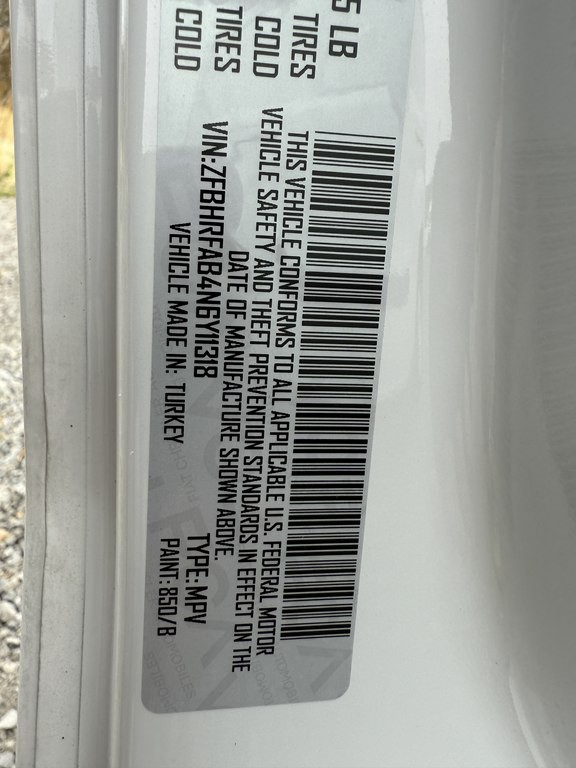 5 LB
TIRES COLD
TIRES COLD
THIS VEHICLE CONFORMS TO ALL APPLICABLE U.S. FEDERAL MOTOR
VEHICLE SAFETY AND THEFT PREVENTION STANDARDS IN EFFECT ON THE
DATE OF MANUFACTURE SHOWN ABOVE.
VIN:ZFBHRFAB4N6Y11318 TYPE:MPV
VEHICLE MADE IN: TURKEY PAINT:850/B